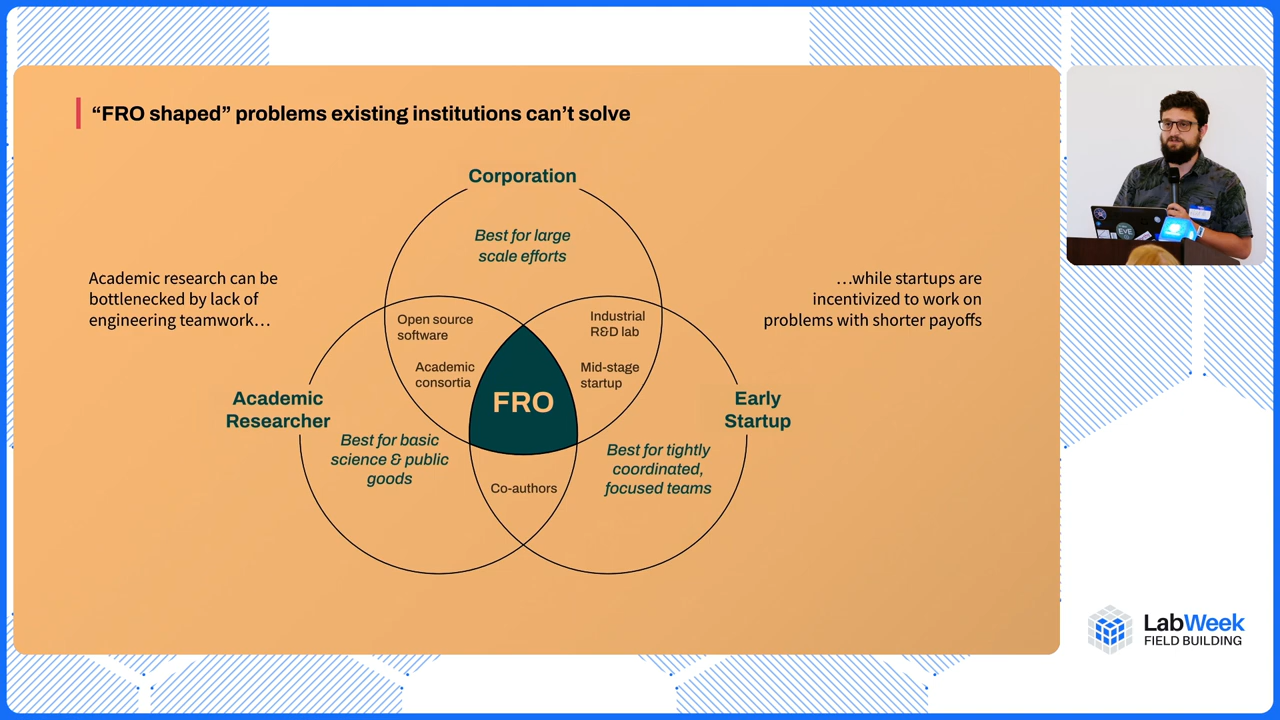 “FRO shaped” problems existing institutions can’t solve
Corporation
Best for large
scale efforts
Academic research can be
bottlenecked by lack of
engineering teamwork…
…while startups are
incentivized to work on
problems with shorter payoffs
Open source
software
Industrial
R&D lab
Academic
consortia
Mid-stage
startup
FRO
Academic
Researcher
Early
Startup
Best for basic
science & public
goods
Best for tightly
coordinated,
focused teams
Co-authors
EVE
LabWeek
FIELD BUILDING